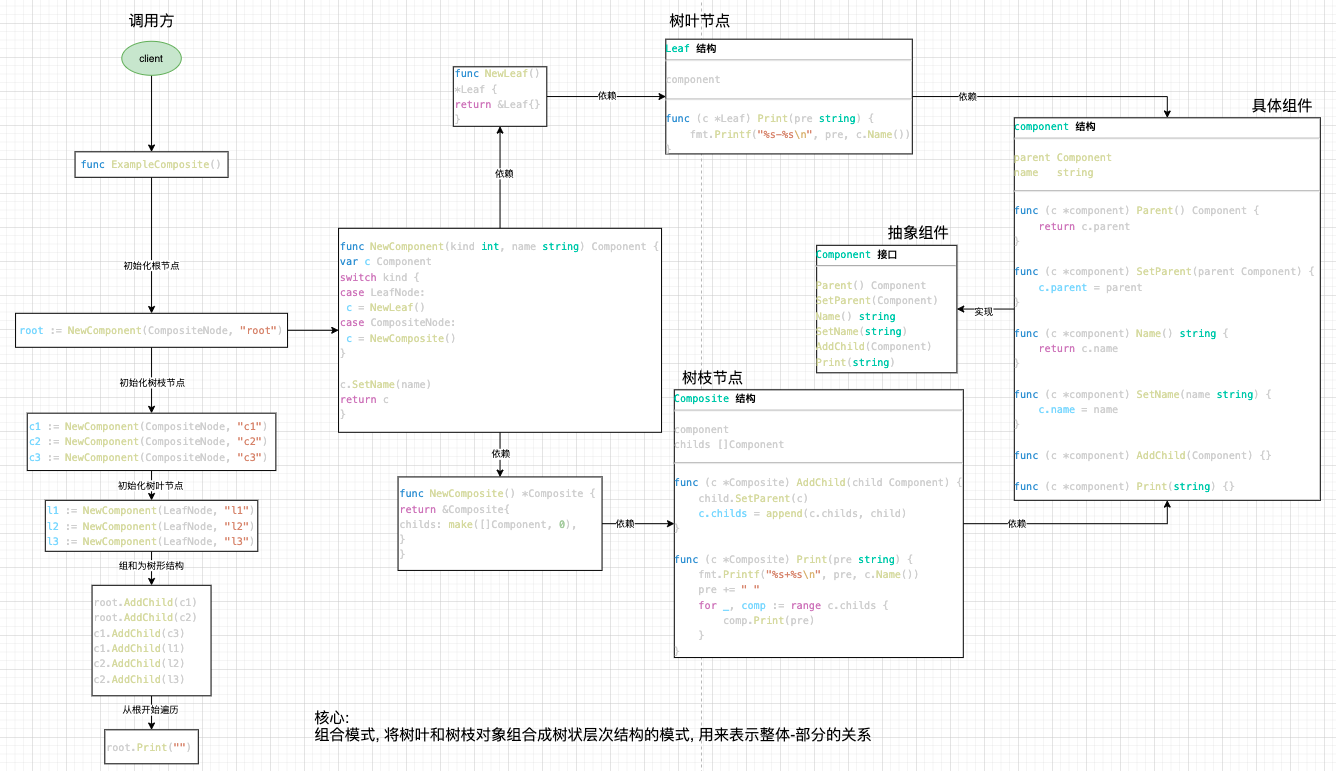 调用方
client
func ExampleComposite()
初始化根节点
root := NewComponent(CompositeNode, "root")
初始化树枝节点
c1 := NewComponent(CompositeNode, "c1")
c2 := NewComponent(CompositeNode, "c2")
c3 := NewComponent(CompositeNode, "c3")
初始化树叶节点
l1 := NewComponent(LeafNode, "l1")
l2 := NewComponent(LeafNode, "l2")
l3 := NewComponent(LeafNode, "l3")
组和为树形结构
root.AddChild(c1)
root.AddChild(c2)
c1.AddChild(c3)
c1.AddChild(l1)
c2.AddChild(l2)
c2.AddChild(l3)
从根开始遍历
root.Print("")
func NewLeaf()
*Leaf {
return &Leaf{}
}
依赖
依赖
func NewComponent(kind int, name string) Component {
var c Component
switch kind {
case LeafNode:
c = NewLeaf()
case CompositeNode:
c = NewComposite()
}
c.SetName(name)
return c
}
依赖
func NewComposite() *Composite {
return &Composite{
childs: make([]Component, 0),
}
}
依赖
树叶节点
Leaf 结构
component
func (c *Leaf) Print(pre string) {
fmt.Printf("%s-%s\n", pre, c.Name())
}
依赖
抽象组件
Component 接口
Parent() Component
SetParent(Component)
Name() string
SetName(string)
AddChild(Component)
Print(string)
实现
树枝节点
Composite 结构
component
childs []Component
func (c *Composite) AddChild(child Component) {
child.SetParent(c)
c.childs = append(c.childs, child)
}
func (c *Composite) Print(pre string) {
fmt.Printf("%s+%s\n", pre, c.Name())
pre += " "
for _, comp := range c.childs {
comp.Print(pre)
}
}
依赖
具体组件
component 结构
parent Component
name string
func (c *component) Parent() Component {
return c.parent
}
func (c *component) SetParent(parent Component) {
c.parent = parent
}
func (c *component) Name() string {
return c.name
}
func (c *component) SetName(name string) {
c.name = name
}
func (c *component) AddChild(Component) {}
func (c *component) Print(string) {}
核心:
组合模式, 将树叶和树枝对象组合成树状层次结构的模式, 用来表示整体-部分的关系